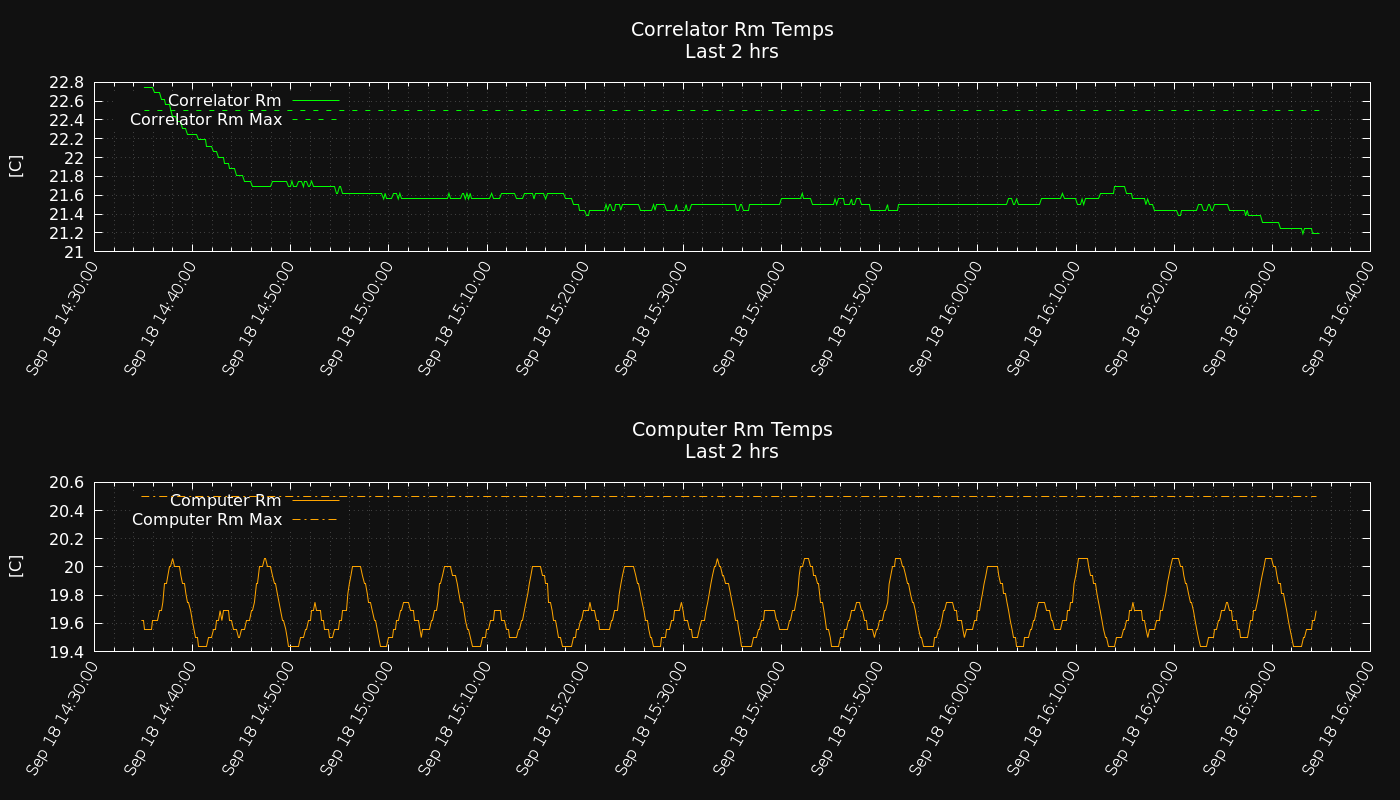 Correlator Rm Temps
Last 2 hrs
22.8
22.6
22.4
22.2
22
21.8
21.6
21.4
21.2
21
[C]
Correlator Rm
Correlator Rm Max
Sep 18 14:30:00
Sep 18 14:40:00
Sep 18 14:50:00
Sep 18 15:00:00
Sep 18 15:10:00
Sep 18 15:20:00
Sep 18 15:30:00
Sep 18 15:40:00
Sep 18 15:50:00
Sep 18 16:00:00
Sep 18 16:10:00
Sep 18 16:20:00
Sep 18 16:30:00
Sep 18 16:40:00
Computer Rm Temps
Last 2 hrs
20.6
20.4
20.2
20
19.8
19.6
19.4
[C]
Computer Rm
Computer Rm Max
Sep 18 14:30:00
Sep 18 14:40:00
Sep 18 14:50:00
Sep 18 15:00:00
Sep 18 15:10:00
Sep 18 15:20:00
Sep 18 15:30:00
Sep 18 15:40:00
Sep 18 15:50:00
Sep 18 16:00:00
Sep 18 16:10:00
Sep 18 16:20:00
Sep 18 16:30:00
Sep 18 16:40:00